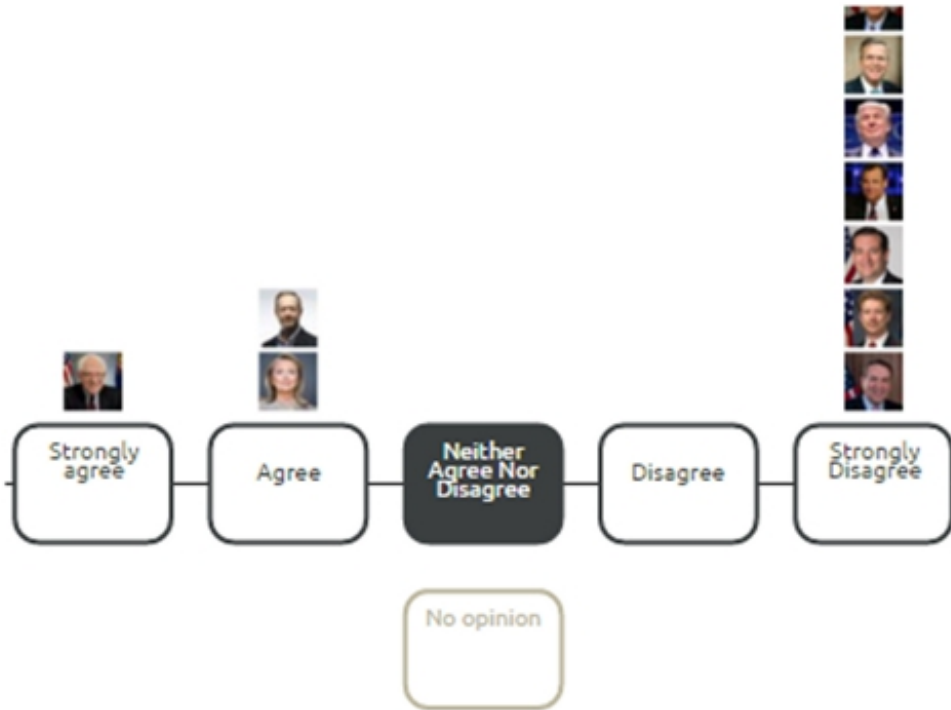 Strongly
agree
Agree
Neither
Agree Nor
Disagree
Disagree
Strongly
Disagree
No opinion